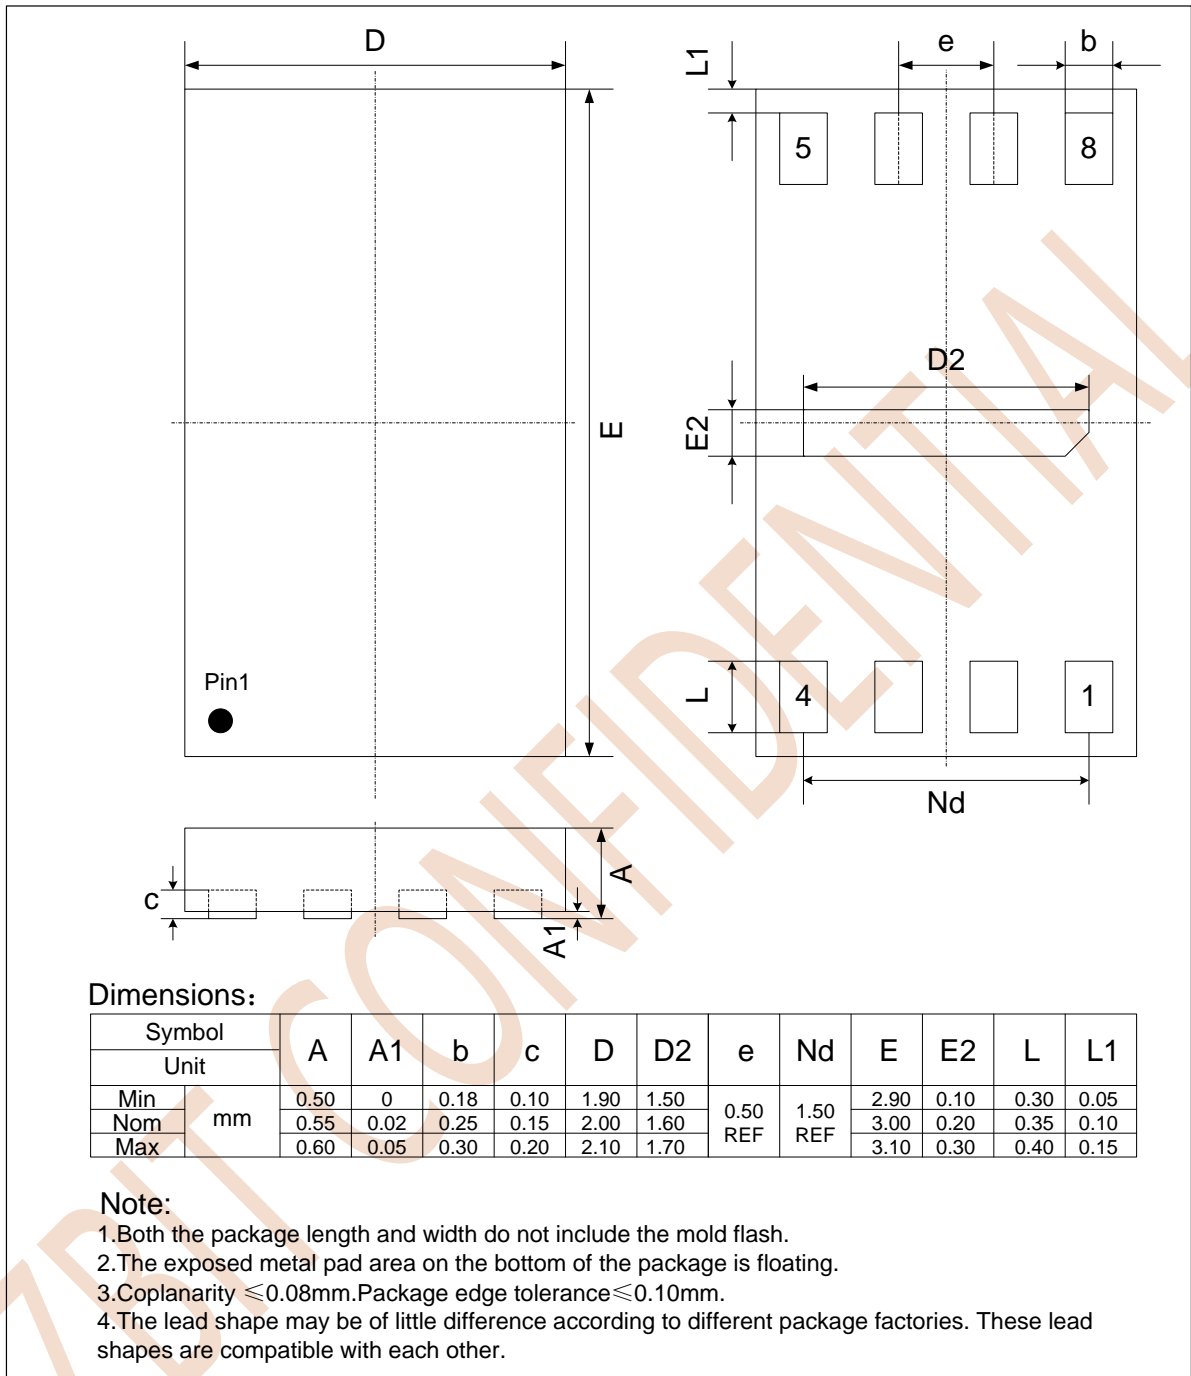 D
e
b
L1
5
8
E
D2
E2
Pin1
L
4
1
Nd
c
A
A1
Dimensions：
Symbol A A1 b c D D2 e Nd E E2 L L1
Unit
Min mm 0.50 0 0.18 0.10 1.90 1.50 0.50 REF 1.50 REF 2.90 0.10 0.30 0.05
Nom 0.55 0.02 0.25 0.15 2.00 1.60 3.00 0.20 0.35 0.10
Max 0.60 0.05 0.30 0.20 2.10 1.70 3.10 0.30 0.40 0.15
Note:
1.Both the package length and width do not include the mold flash.
2.The exposed metal pad area on the bottom of the package is floating.
3.Coplanarity ≤0.08mm.Package edge tolerance≤0.10mm.
4.The lead shape may be of little difference according to different package factories. These lead
shapes are compatible with each other.
ZBIT CONFIDENTIAL